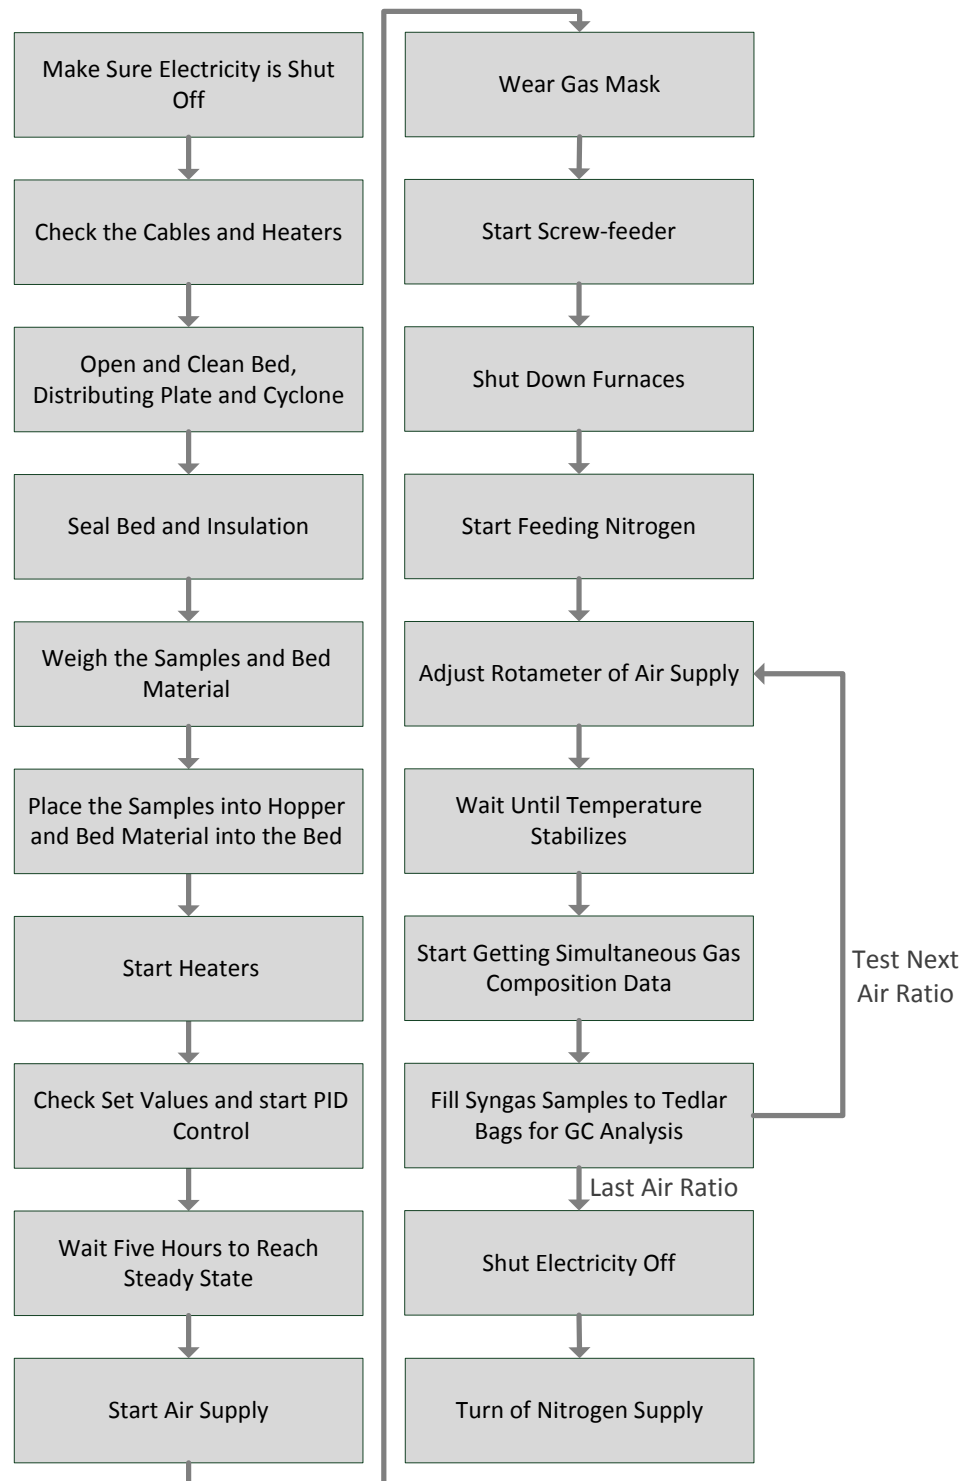 Make Sure Electricity is Shut
Off
Check the Cables and Heaters
Open and Clean Bed,
Distributing Plate and Cyclone
Seal Bed and Insulation
Weigh the Samples and Bed
Material
Place the Samples into Hopper
and Bed Material into the Bed
Start Heaters
Check Set Values and start PID
Control
Wait Five Hours to Reach
Steady State
Start Air Supply
Wear Gas Mask
Start Screw-feeder
Shut Down Furnaces
Start Feeding Nitrogen
Adjust Rotameter of Air Supply
Wait Until Temperature
Stabilizes
Start Getting Simultaneous Gas
Composition Data
Fill Syngas Samples to Tedlar
Bags for GC Analysis
Test Next
Air Ratio
Last Air Ratio
Shut Electricity Off
Turn of Nitrogen Supply